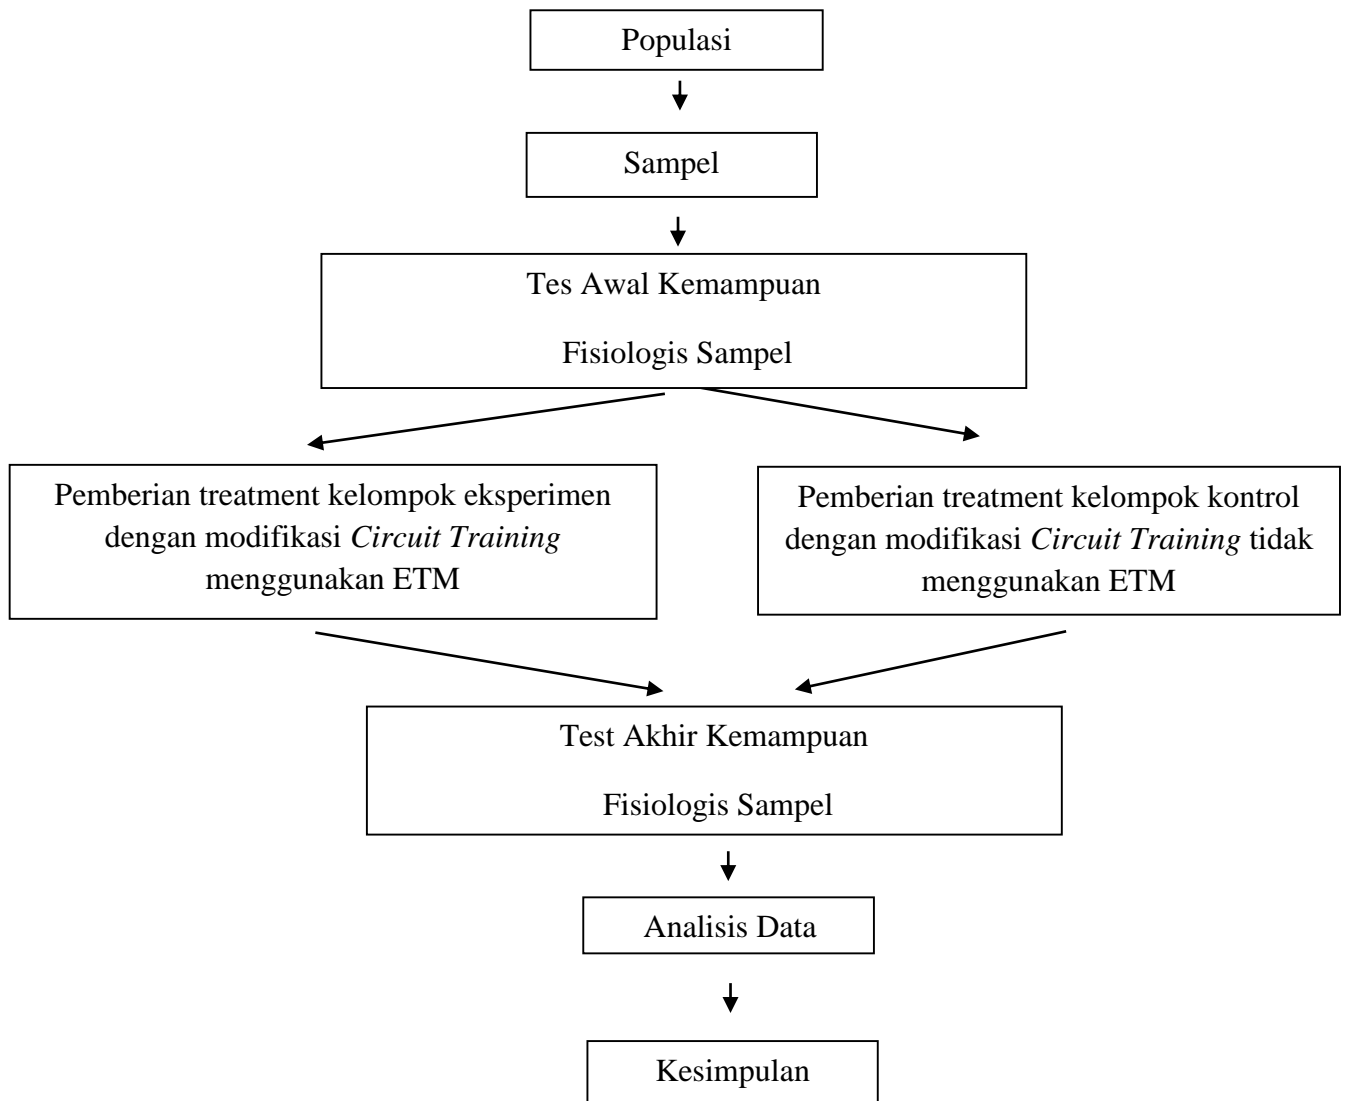 Populasi
Sampel
Tes Awal Kemampuan
Fisiologis Sampel
Pemberian treatment kelompok eksperimen
dengan modifikasi Circuit Training
menggunakan ETM
Pemberian treatment kelompok kontrol
dengan modifikasi Circuit Training tidak
menggunakan ETM
Test Akhir Kemampuan
Fisiologis Sampel
Analisis Data
Kesimpulan